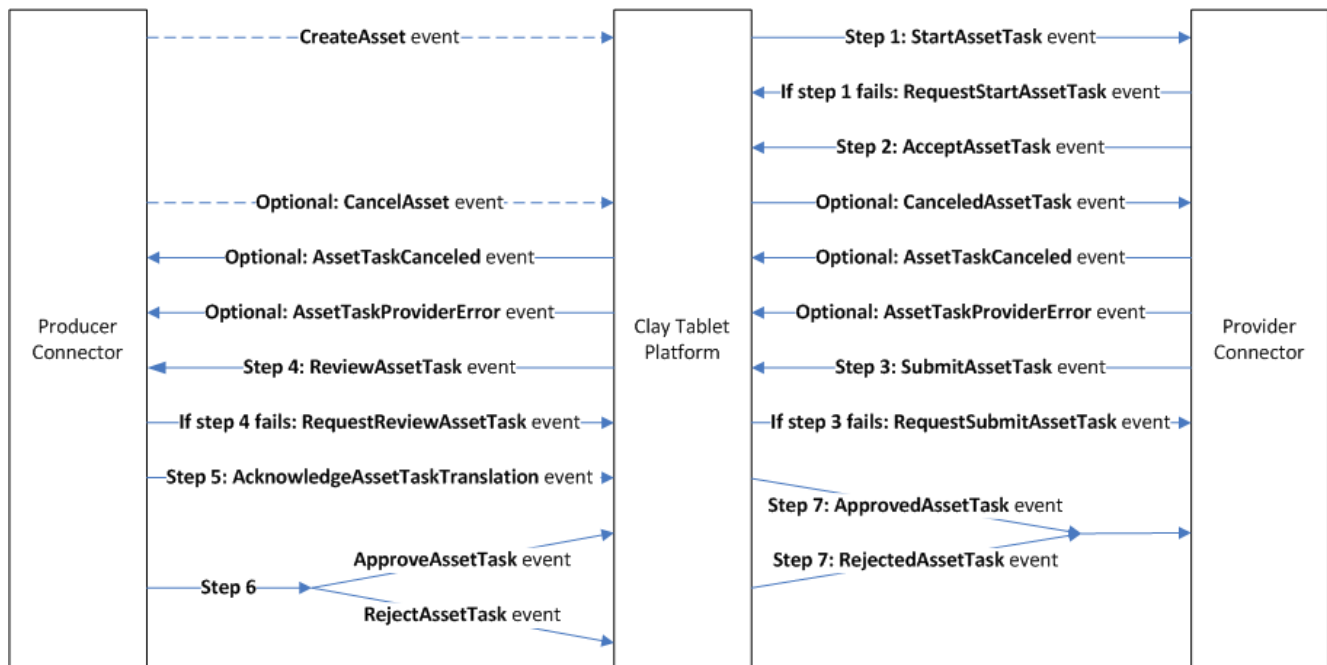 CreateAsset event
Step 1: StartAssetTask event
If step 1 fails: RequestStartAssetTask event
Step 2: AcceptAssetTask event
Optional: CancelAsset event
Optional: CanceledAssetTask event
Optional: AssetTaskCanceled event
Optional: AssetTaskCanceled event
Optional: AssetTaskProviderError event
Optional: AssetTaskProviderError event
Producer
Connector
Clay Tablet
Platform
Provider
Connector
Step 4: ReviewAssetTask event
Step 3: SubmitAssetTask event
If step 4 fails: RequestReviewAssetTask event
If step 3 fails: RequestSubmitAssetTask event
Step 5: AcknowledgeAssetTaskTranslation event
Step 7: ApprovedAssetTask event
ApproveAssetTask event
Step 7: RejectedAssetTask event
Step 6
RejectAssetTask event